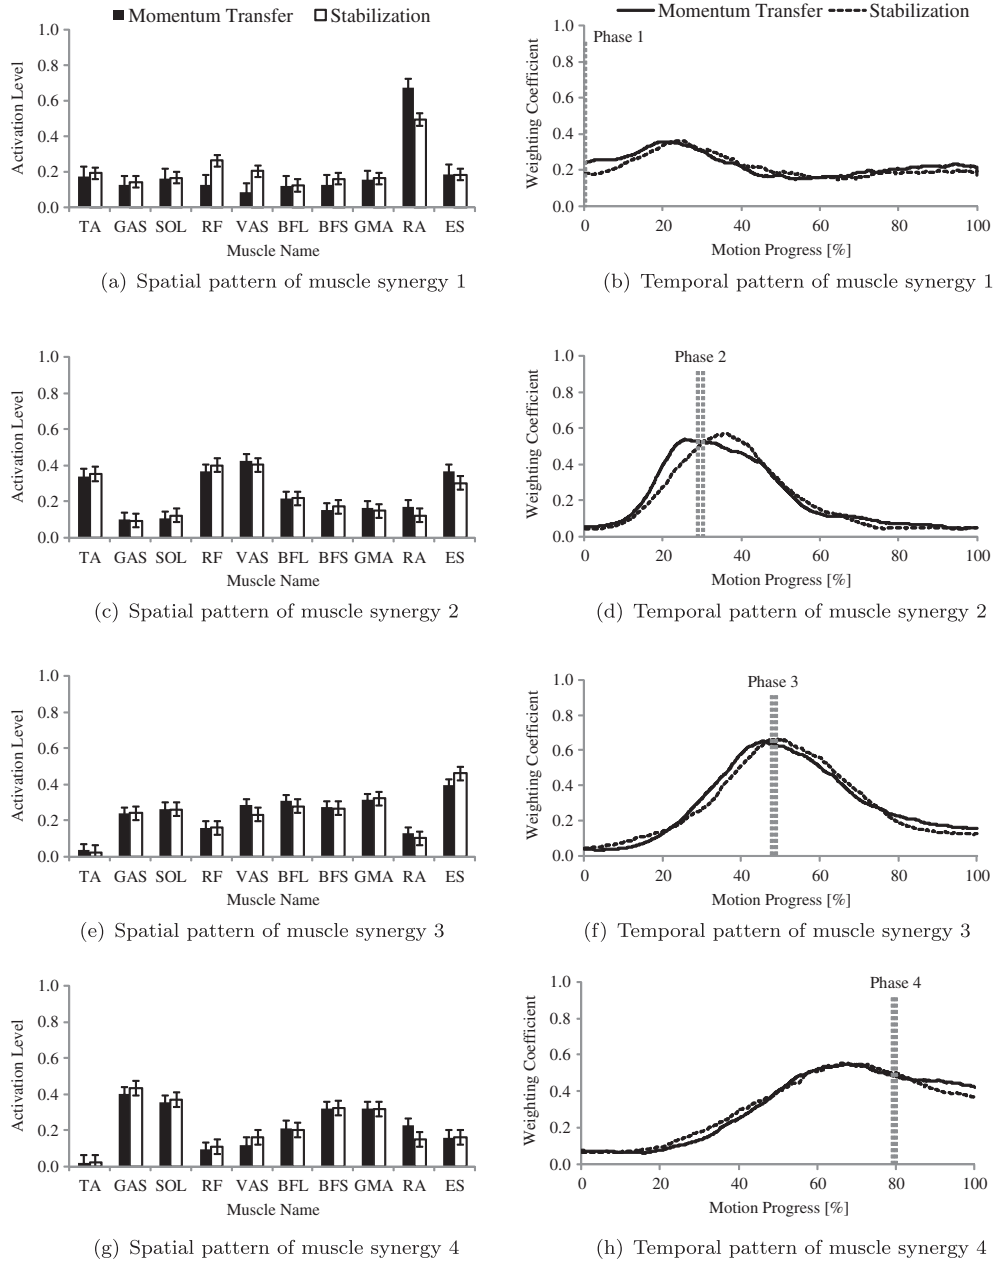 Momentum Transfer Stabilization
Activation Level
1.0
0.8
0.6
0.4
0.2
0.0
TA GAS SOL RF VAS BFL BFS GMA RA ES
Muscle Name
(a) Spatial pattern of muscle synergy 1
Momentum Transfer Stabilization
Phase 1
Weighting Coefficient
1.0
0.8
0.6
0.4
0.2
0.0
0 20 40 60 80 100
Motion Progress [%]
(b) Temporal pattern of muscle synergy 1
Activation Level
1.0
0.8
0.6
0.4
0.2
0.0
TA GAS SOL RF VAS BFL BFS GMA RA ES
Muscle Name
(c) Spatial pattern of muscle synergy 2
Phase 2
Weighting Coefficient
1.0
0.8
0.6
0.4
0.2
0.0
0 20 40 60 80 100
Motion Progress [%]
(d) Temporal pattern of muscle synergy 2
Activation Level
1.0
0.8
0.6
0.4
0.2
0.0
TA GAS SOL RF VAS BFL BFS GMA RA ES
Muscle Name
(e) Spatial pattern of muscle synergy 3
Phase 3
Weighting Coefficient
1.0
0.8
0.6
0.4
0.2
0.0
0 20 40 60 80 100
Motion Progress [%]
(f) Temporal pattern of muscle synergy 3
Activation Level
1.0
0.8
0.6
0.4
0.2
0.0
TA GAS SOL RF VAS BFL BFS GMA RA ES
Muscle Name
(g) Spatial pattern of muscle synergy 4
Phase 4
Weighting Coefficient
1.0
0.8
0.6
0.4
0.2
0.0
0 20 40 60 80 100
Motion Progress [%]
(h) Temporal pattern of muscle synergy 4